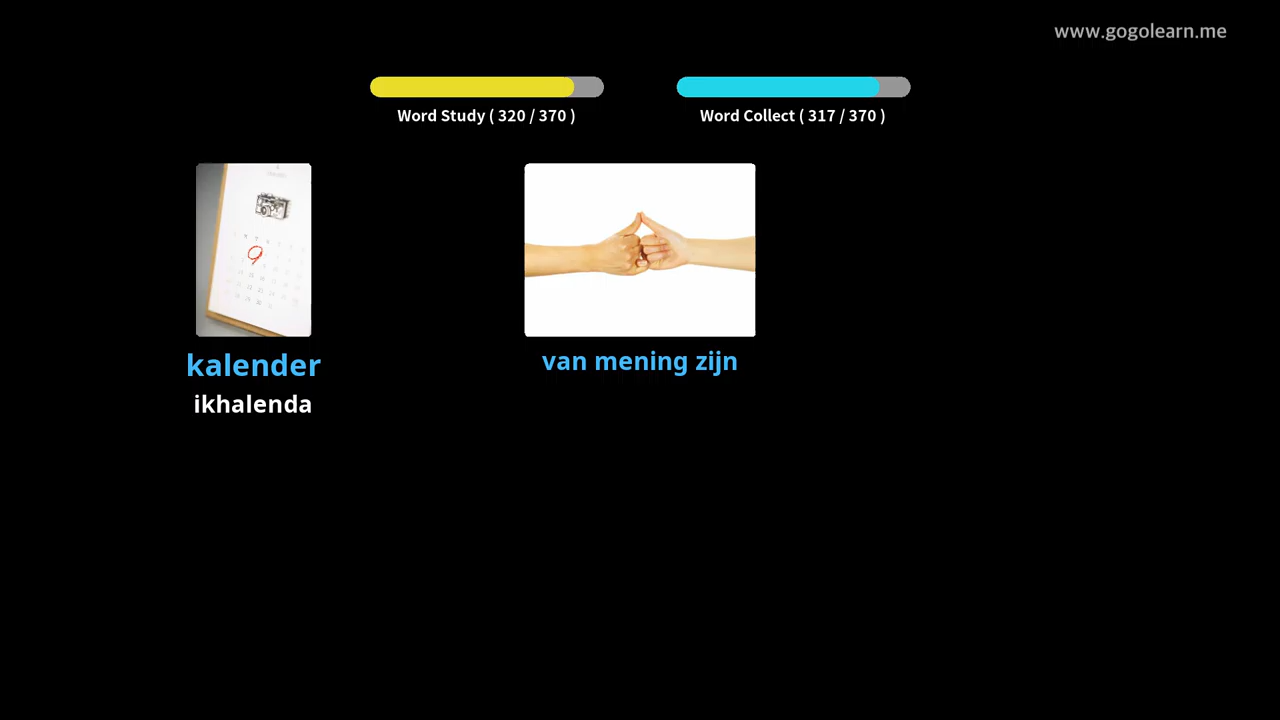 www.gogolearn.me
Word Study ( 320 / 370 )
Word Collect ( 317 / 370 )
kalender
ikhalenda
van mening zijn